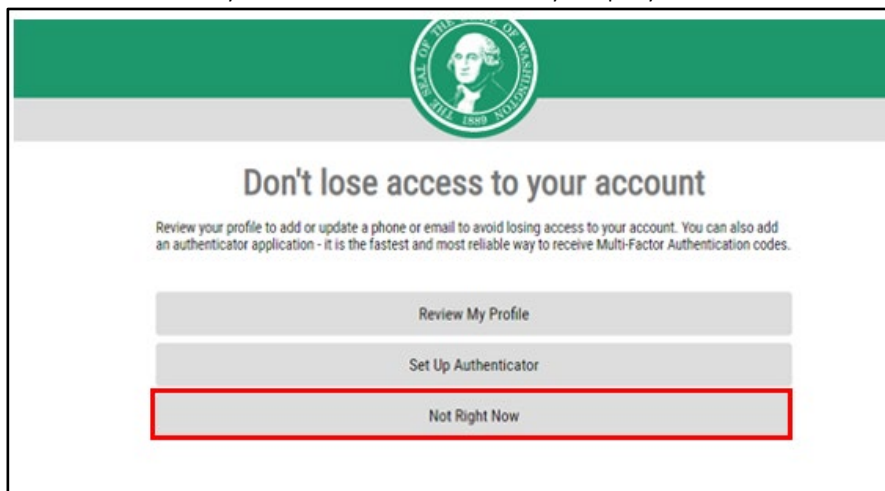 THE SEAL OF THE STATE OF WASHINGTON
1889
Don't lose access to your account
Review your profile to add or update a phone or email to avoid losing access to your account. You can also add
an authenticator application - it is the fastest and most reliable way to receive Multi-Factor Authentication codes.
Review My Profile
Set Up Authenticator
Not Right Now